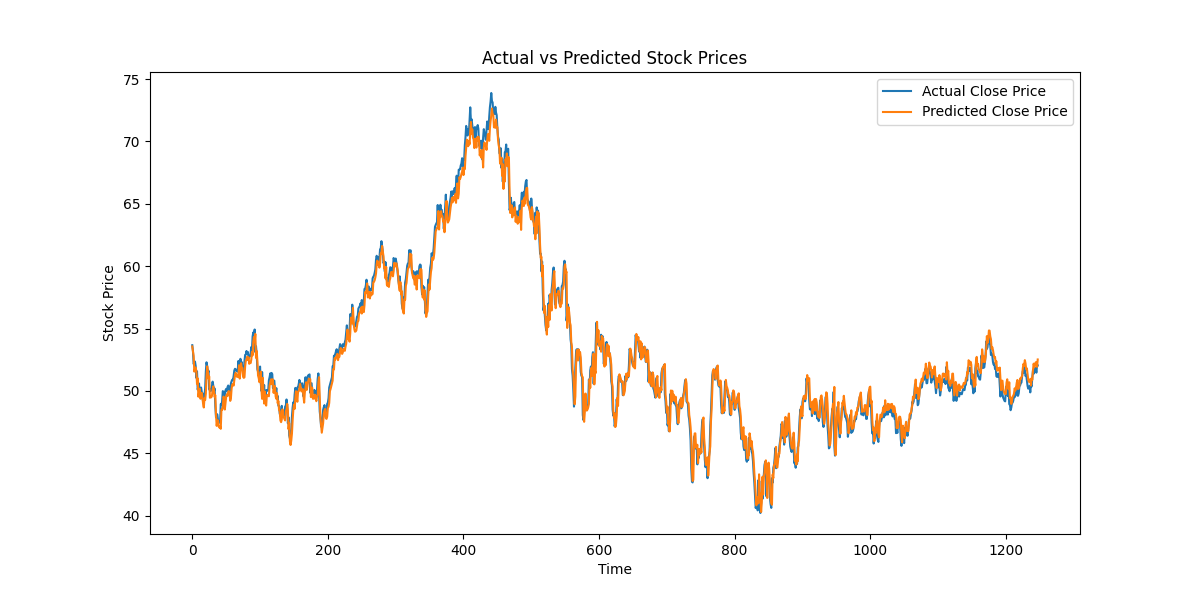 Actual vs Predicted Stock Prices
Actual Close Price
Predicted Close Price
Stock Price
75
70
65
60
55
50
45
40
0 200 400 600 800 1000 1200
Time